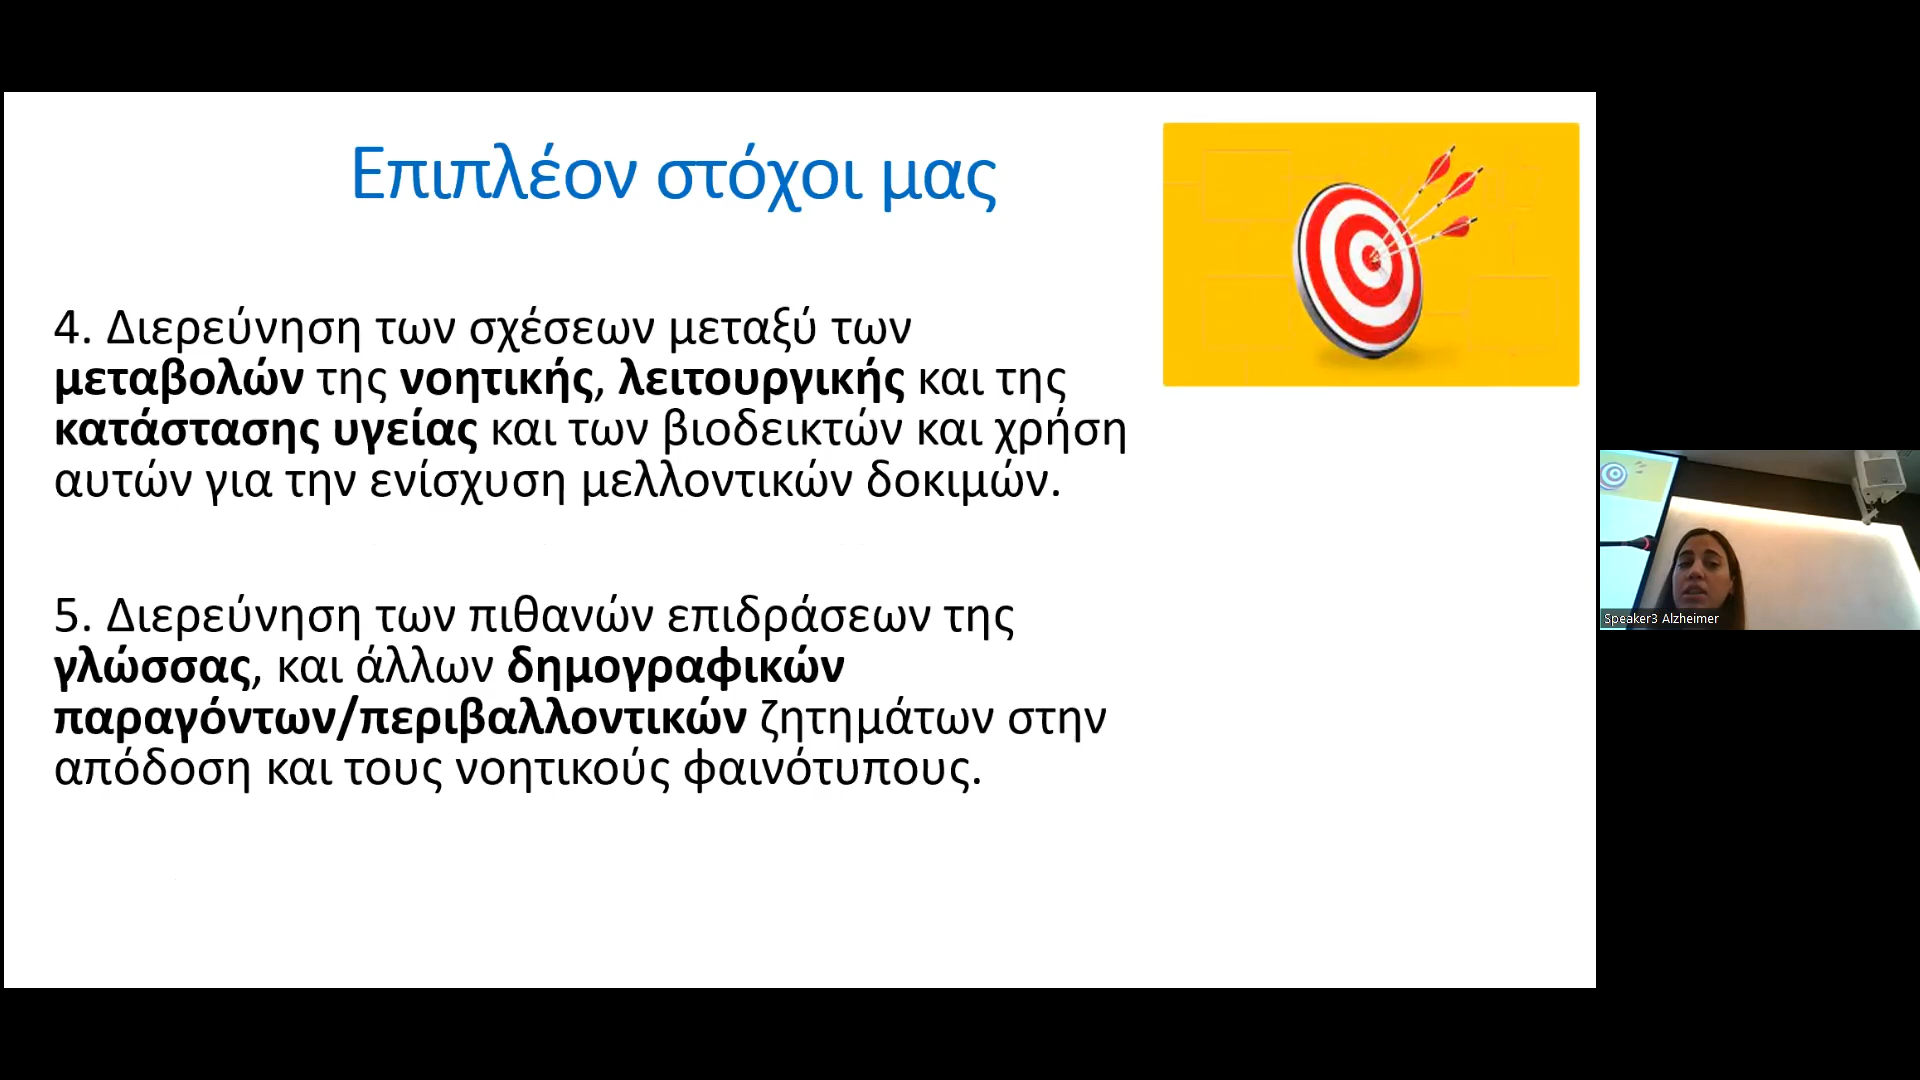 Επιπλέον στόχοι μας
4. Διερεύνηση των σχέσεων μεταξύ των
μεταβολών της νοητικής, λειτουργικής και της
κατάστασης υγείας και των βιοδεικτών και χρήση
αυτών για την ενίσχυση μελλοντικών δοκιμών.
5. Διερεύνηση των πιθανών επιδράσεων της
γλώσσας, και άλλων δημογραφικών
παραγόντων/περιβαλλοντικών ζητημάτων στην
απόδοση και τους νοητικούς φαινότυπους.
Speaker3 Alzheimer